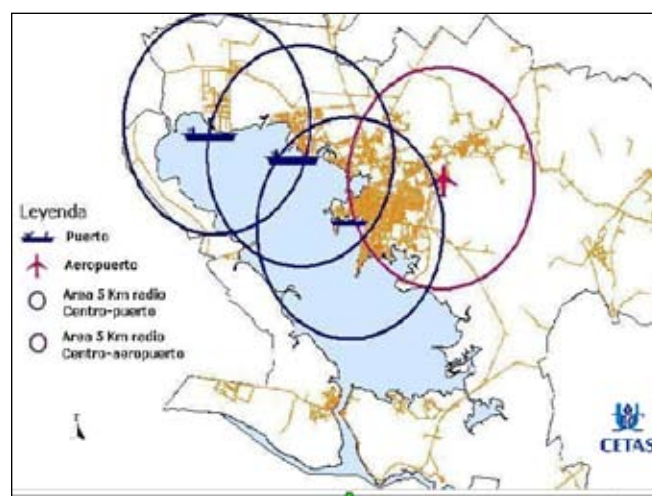 Leyenda
Puerto
Aeropuerto
Area 5 Km radio
Centro-puerto
Area 5 Km radio
Centro-aeropuerto
CETAS